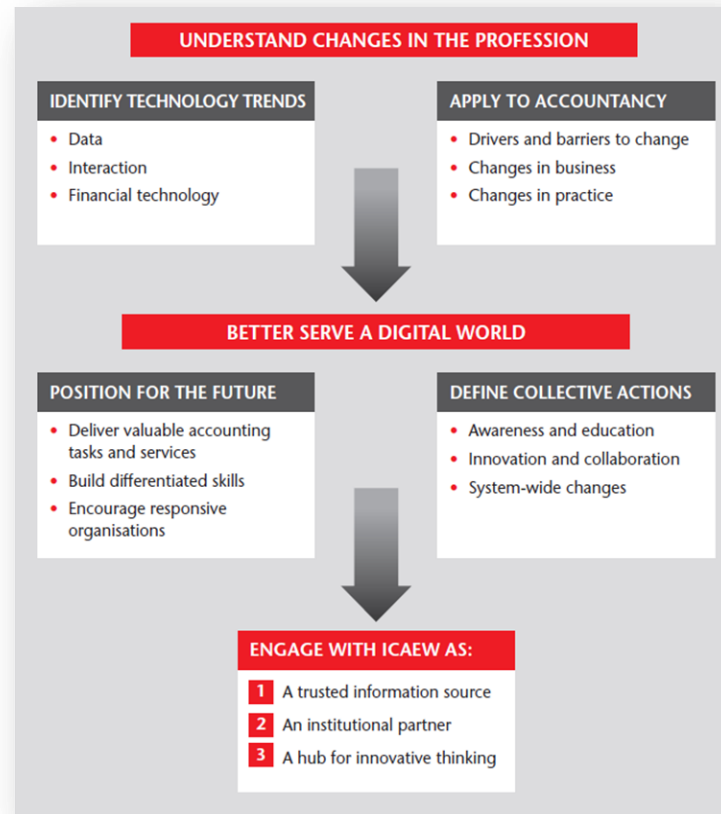 UNDERSTAND CHANGES IN THE PROFESSION
IDENTIFY TECHNOLOGY TRENDS
• Data
• Interaction
• Financial technology
APPLY TO ACCOUNTANCY
• Drivers and barriers to change
• Changes in business
• Changes in practice
BETTER SERVE A DIGITAL WORLD
POSITION FOR THE FUTURE
• Deliver valuable accounting
tasks and services
• Build differentiated skills
• Encourage responsive
organisations
DEFINE COLLECTIVE ACTIONS
• Awareness and education
• Innovation and collaboration
• System-wide changes
ENGAGE WITH ICAEW AS:
1 A trusted information source
2 An institutional partner
3 A hub for innovative thinking